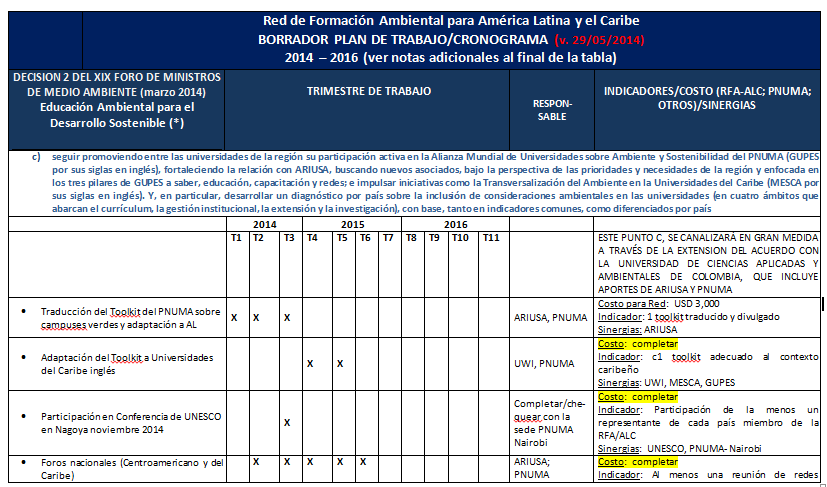 Red de Formación Ambiental para América Latina y el Caribe
BORRADOR PLAN DE TRABAJO/CRONOGRAMA (v. 29/05/2014)
2014 – 2016 (ver notas adicionales al final de la tabla)
DECISION 2 DEL XIX FORO DE MINISTROS
DE MEDIO AMBIENTE (marzo 2014)
Educación Ambiental para el
Desarrollo Sostenible (*)
TRIMESTRE DE TRABAJO
RESPON-
SABLE
INDICADORES/COSTO (RFA-ALC; PNUMA;
OTROS)/SINERGIAS
c) seguir promoviendo entre las universidades de la región su participación activa en la Alianza Mundial de Universidades sobre Ambiente y Sostenibilidad del PNUMA (GUPES
por sus siglas en inglés), fortaleciendo la relación con ARIUSA, buscando nuevos asociados, bajo la perspectiva de las prioridades y necesidades de la región y enfocada en
los tres pilares de GUPES a saber, educación, capacitación y redes; e impulsar iniciativas como la Transversalización del Ambiente en la Universidades del Caribe (MESCA por
sus siglas en inglés). Y, en particular, desarrollar un diagnóstico por país sobre la inclusión de consideraciones ambientales en las universidades (en cuatro ámbitos que
abarcan el currículum, la gestión institucional, la extensión y la investigación), con base, tanto en indicadores comunes, como diferenciados por país
2014 2015 2016
T1 T2 T3 T4 T5 T6 T7 T8 T9 T10 T11
ESTE PUNTO C, SE CANALIZARÁ EN GRAN MEDIDA
A TRAVÉS DE LA EXTENSION DEL ACUERDO CON
LA UNIVERSIDAD DE CIENCIAS APLICADAS Y
AMBIENTALES DE COLOMBIA, QUE INCLUYE
APORTES DE ARIUSA Y PNUMA
• Traducción del Toolkit del PNUMA sobre
campuses verdes y adaptación a AL
X X X
ARIUSA, PNUMA
Costo para Red: USD 3,000
Indicador: 1 toolkit traducido y divulgado
Sinergias: ARIUSA
• Adaptación del Toolkit a Universidades
del Caribe inglés
X X
UWI, PNUMA
Costo: completar
Indicador: c1 toolkit adecuado al contexto
caribeño
Sinergias: UWI, MESCA, GUPES
• Participación en Conferencia de UNESCO
en Nagoya noviembre 2014
X
Completar/che-
quear con la
sede PNUMA
Nairobi
Costo: completar
Indicador: Participación de la menos un
representante de cada país miembro de la
RFA/ALC
Sinergias: UNESCO, PNUMA- Nairobi
• Foros nacionales (Centroamericano y del
Caribe)
X X X X X
ARIUSA;
PNUMA
Costo: completar
Indicador: Al menos una reunión de redes